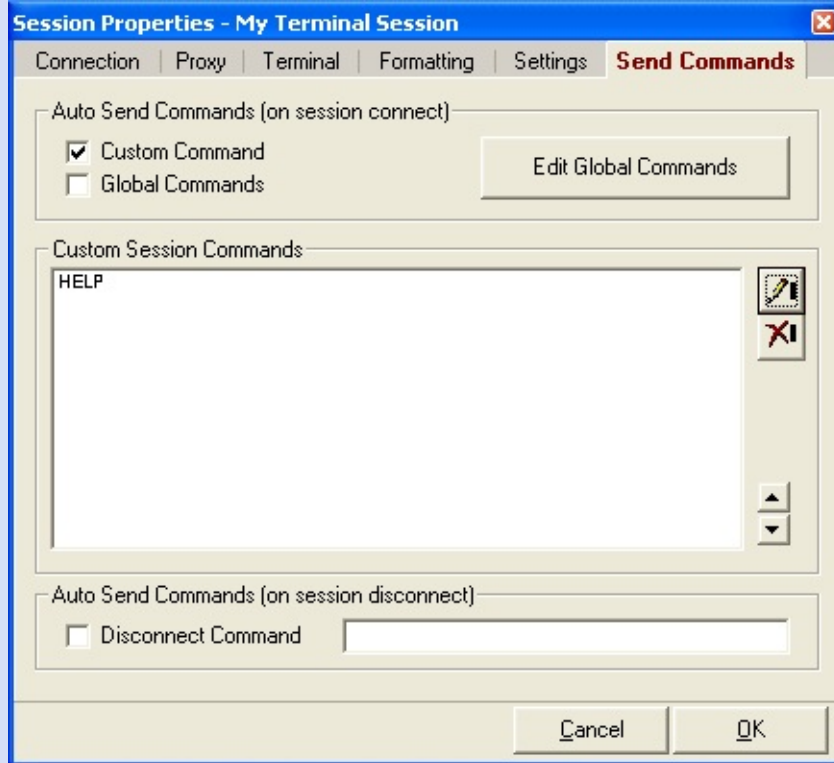 Session Properties - My Terminal Session
Connection Proxy Terminal Formatting Settings Send Commands
Auto Send Commands (on session connect)
Custom Command
Edit Global Commands
Global Commands
Custom Session Commands
HELP
Auto Send Commands (on session disconnect)
Disconnect Command
Cancel OK